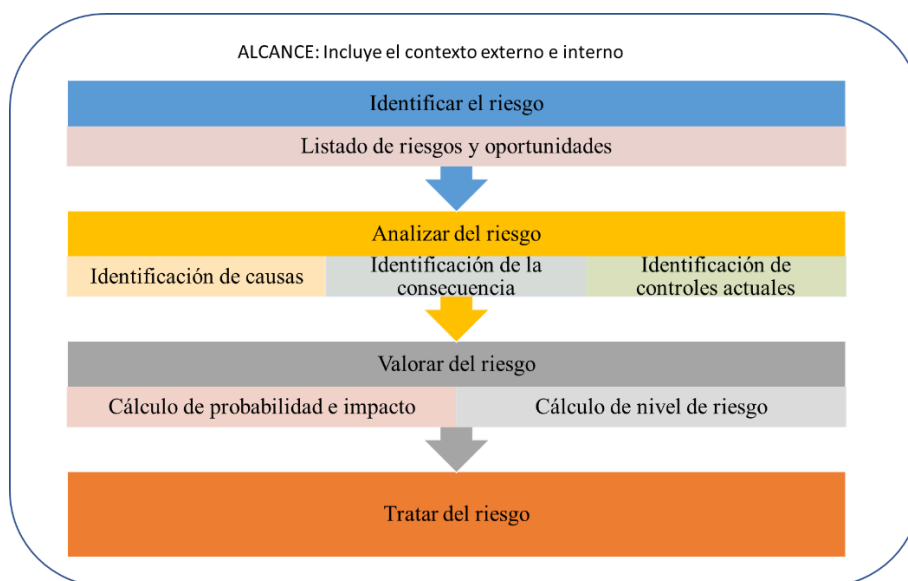 ALCANCE: Incluye el contexto externo e interno
Identificar el riesgo
Listado de riesgos y oportunidades
Analizar del riesgo
Identificación de causas
Identificación de la
consecuencia
Identificación de
controles actuales
Valorar del riesgo
Cálculo de probabilidad e impacto
Cálculo de nivel de riesgo
Tratar del riesgo